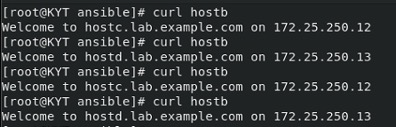 [root@KYT ansible]# curl hostb
Welcome to hostc.lab.example.com on 172.25.250.12
[root@KYT ansible]# curl hostb
Welcome to hostd.lab.example.com on 172.25.250.13
[root@KYT ansible]# curl hostb
Welcome to hostc.lab.example.com on 172.25.250.12
[root@KYT ansible]# curl hostb
Welcome to hostd.lab.example.com on 172.25.250.13